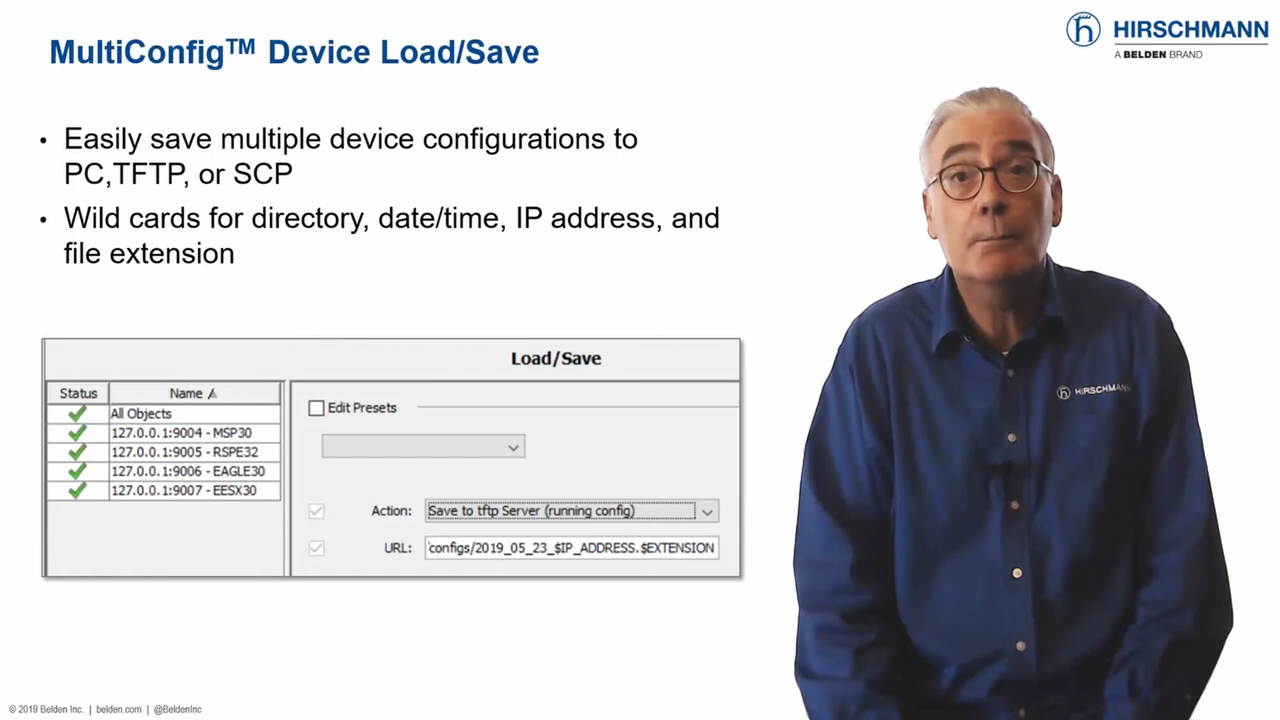 MultiConfig™ Device Load/Save
HIRSCHMANN
A BELDEN BRAND
• Easily save multiple device configurations to
PC,TFTP, or SCP
• Wild cards for directory, date/time, IP address, and
file extension
Load/Save
Status Name
All Objects
127.0.0.1:9004 - MSP30
127.0.0.1:9005 - RSPE32
127.0.0.1:9006 - EAGLE30
127.0.0.1:9007 - EESX30
Edit Presets
Action: Save to tftp Server (running config)
URL: configs/2019_05_23_$IP_ADDRESS.$EXTENSION
HIRSCHMANN
© 2019 Belden Inc. | belden.com | @BeldenInc